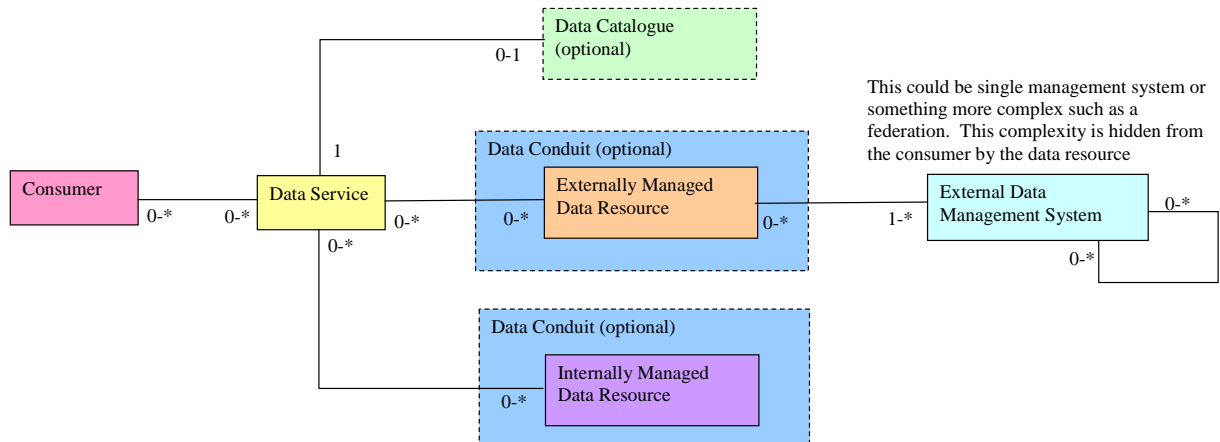 Data Catalogue
(optional)
0-1
This could be single management system or
something more complex such as a
federation.  This complexity is hidden from
the consumer by the data resource
1
Data Conduit (optional)
Consumer
Data Service
Externally Managed
Data Resource
External Data
Management System
0-*
0-*
0-*
0-*
0-*
0-*
1-*
0-*
0-*
Data Conduit (optional)
Internally Managed
Data Resource
0-*